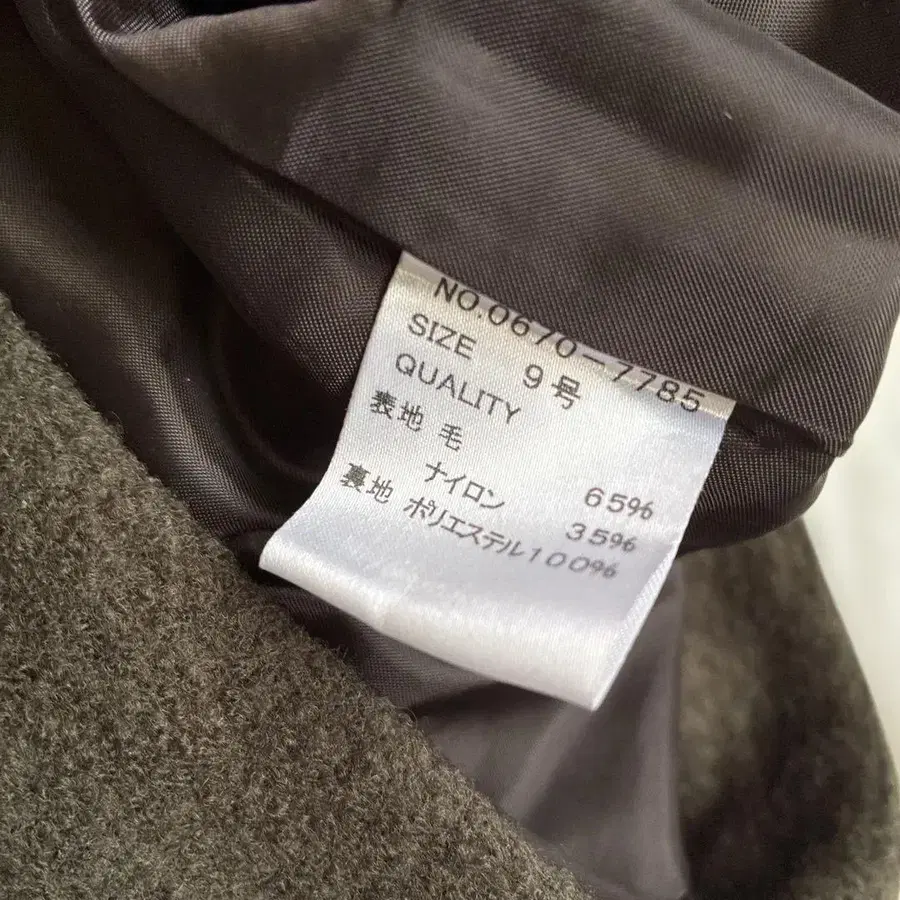 NO.0670-7785
SIZE 9号
QUALITY
表地 毛 65%
ナイロン 35%
裏地 ポリエステル100%